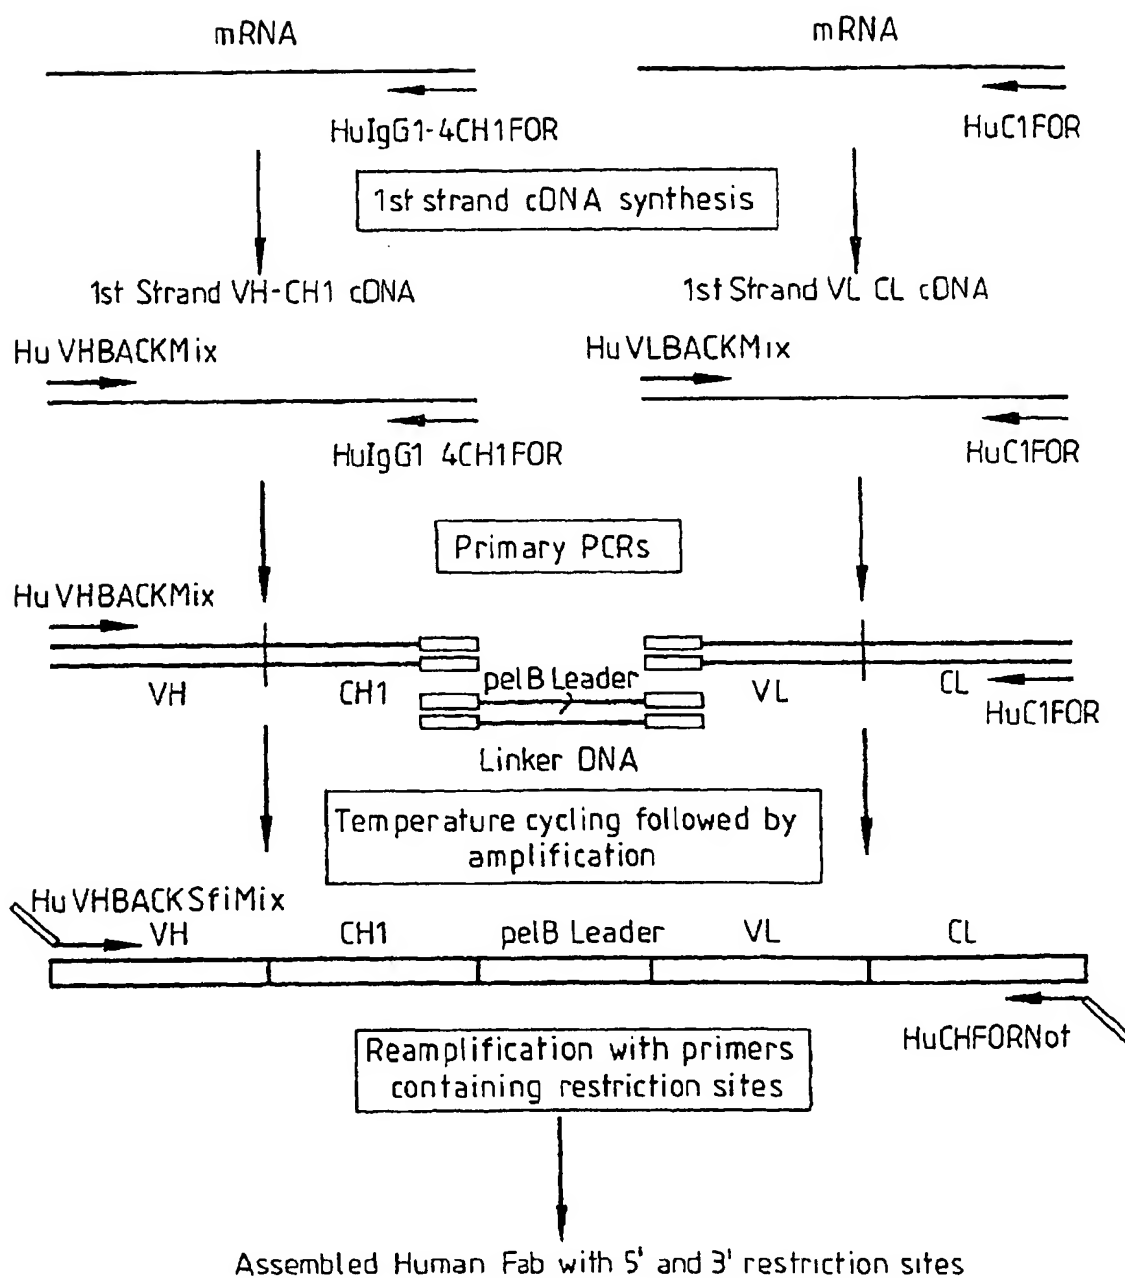 mRNA
mRNA
HuIgG1-4CH1FOR
HuC1FOR
1st strand cDNA synthesis
1st Strand VH-CH1 cDNA
1st Strand VL CL cDNA
Hu VHBACKMix
Hu VLBACKMix
HuIgG1 4CH1FOR
HuC1FOR
Primary PCRs
Hu VHBACKMix
VH
CH1
pelB Leader
VL
CL
HuC1FOR
Linker DNA
Temperature cycling followed by
amplification
Hu VHBACKSfiMix
VH
CH1
pelB Leader
VL
CL
HuCHFORNot
Reamplification with primers
containing restriction sites
Assembled Human Fab with 5' and 3' restriction sites